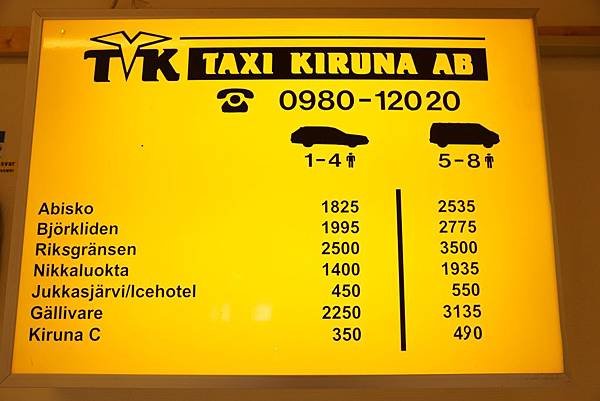 TVK TAXI KIRUNA AB
0980-12020
1-4 5-8
Abisko 1825 2535
Björkliden 1995 2775
Riksgränsen 2500 3500
Nikkaluokta 1400 1935
Jukkasjärvi/Icehotel 450 550
Gällivare 2250 3135
Kiruna C 350 490